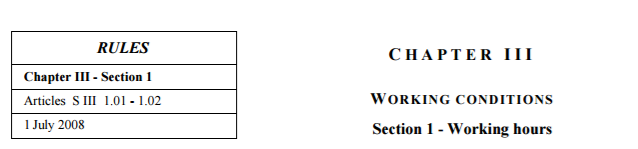 RULES
Chapter III - Section 1
Articles S III 1.01 - 1.02
1 July 2008
CHAPTER III
WORKING CONDITIONS
Section 1 - Working hours